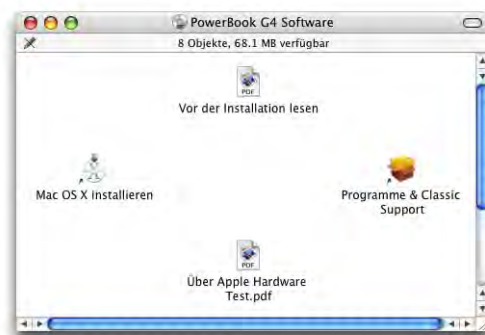 PowerBook G4 Software
8 Objekte, 68.1 MB verfügbar
PDF
Vor der Installation lesen
Mac OS X installieren
Programme & Classic
Support
PDF
Über Apple Hardware
Test.pdf